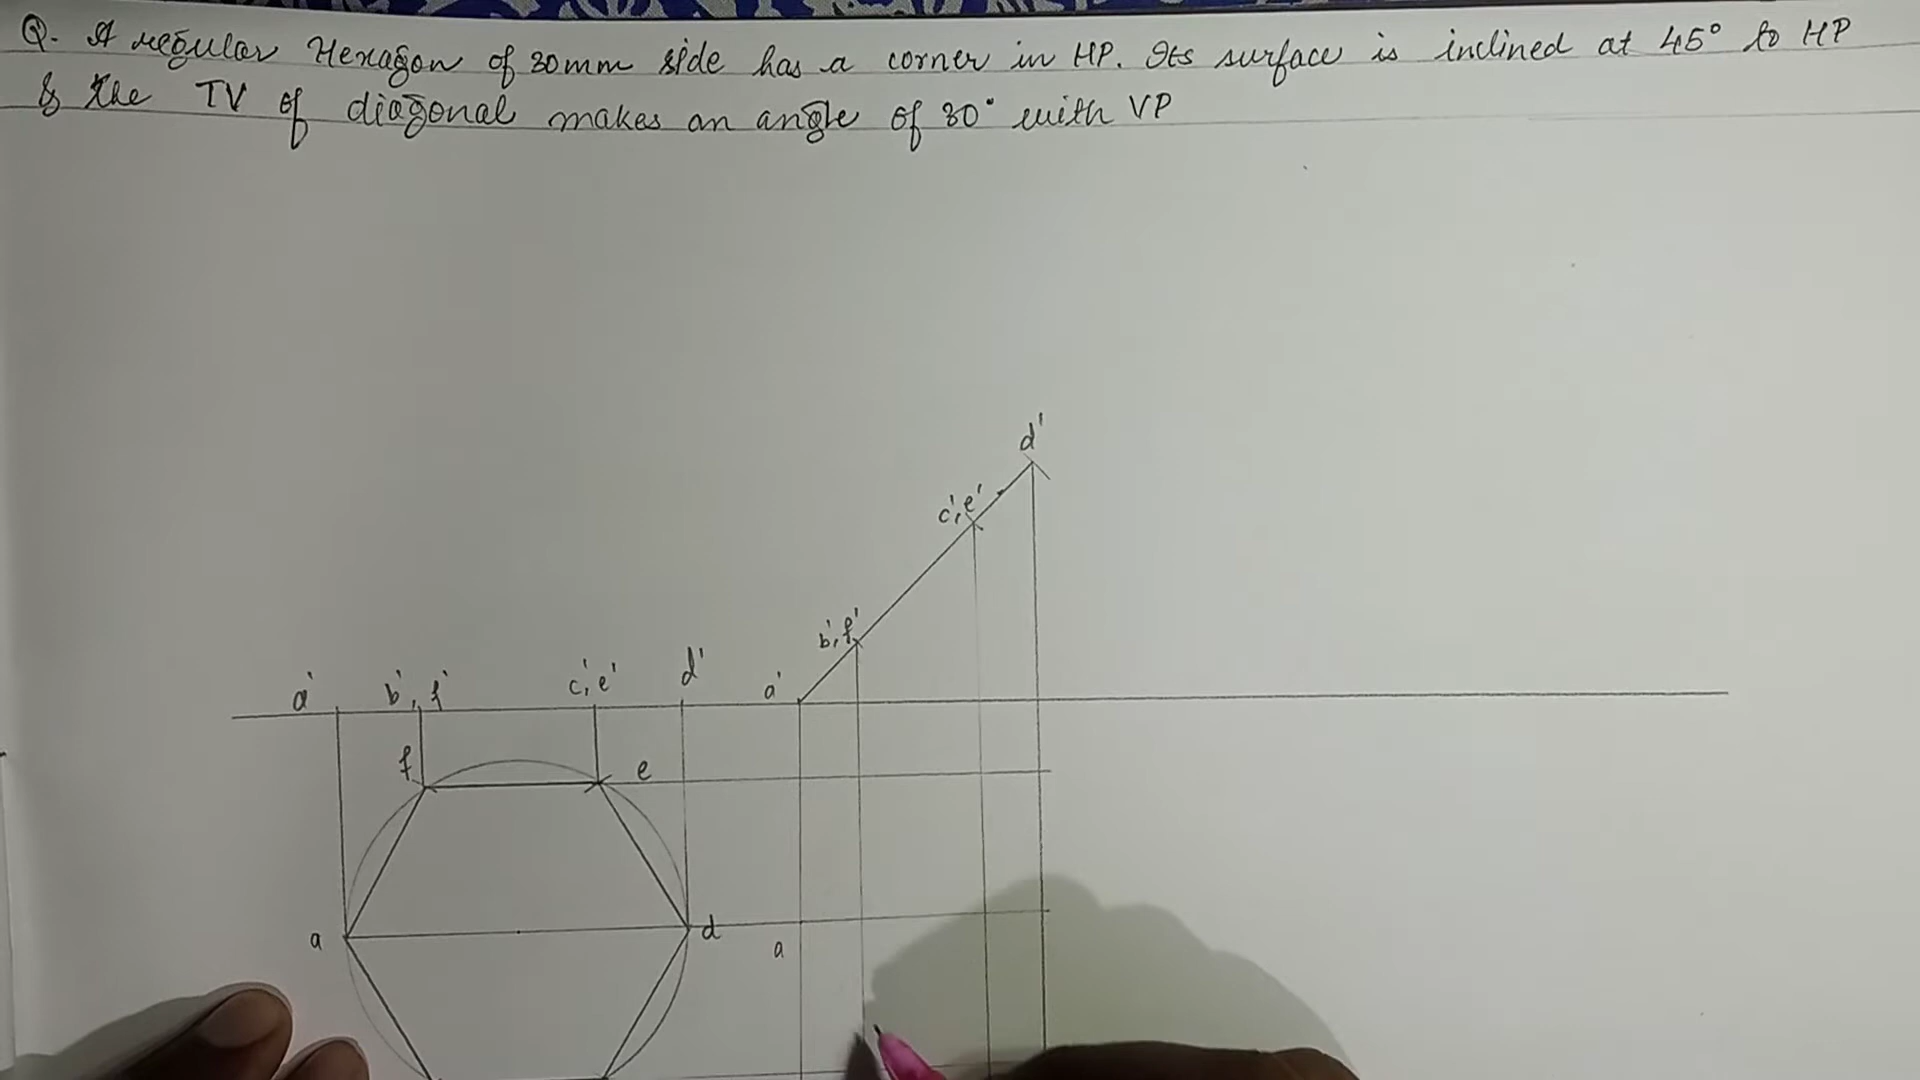 Q. A regular Hexagon of 30mm side has a corner in HP. Its surface is inclined at 45° to HP
& the TV of diagonal makes an angle of 30° with VP
d'
c', e'
b', f'
a' b', f' c', e' d' a'
f e
a d a